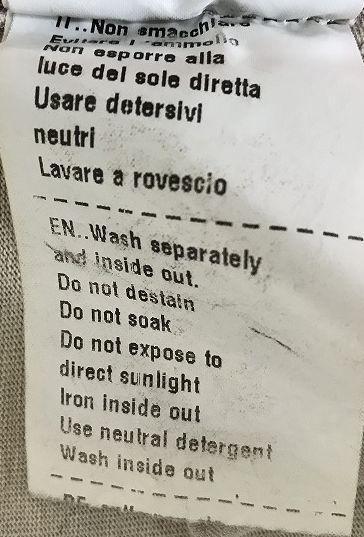 IT..Non smacchiare
Evitare l'ammollo
Non esporre alla
luce del sole diretta
Usare detersivi
neutri
Lavare a rovescio
EN..Wash separately
and inside out.
Do not destain
Do not soak
Do not expose to
direct sunlight
Iron inside out
Use neutral detergent
Wash inside out